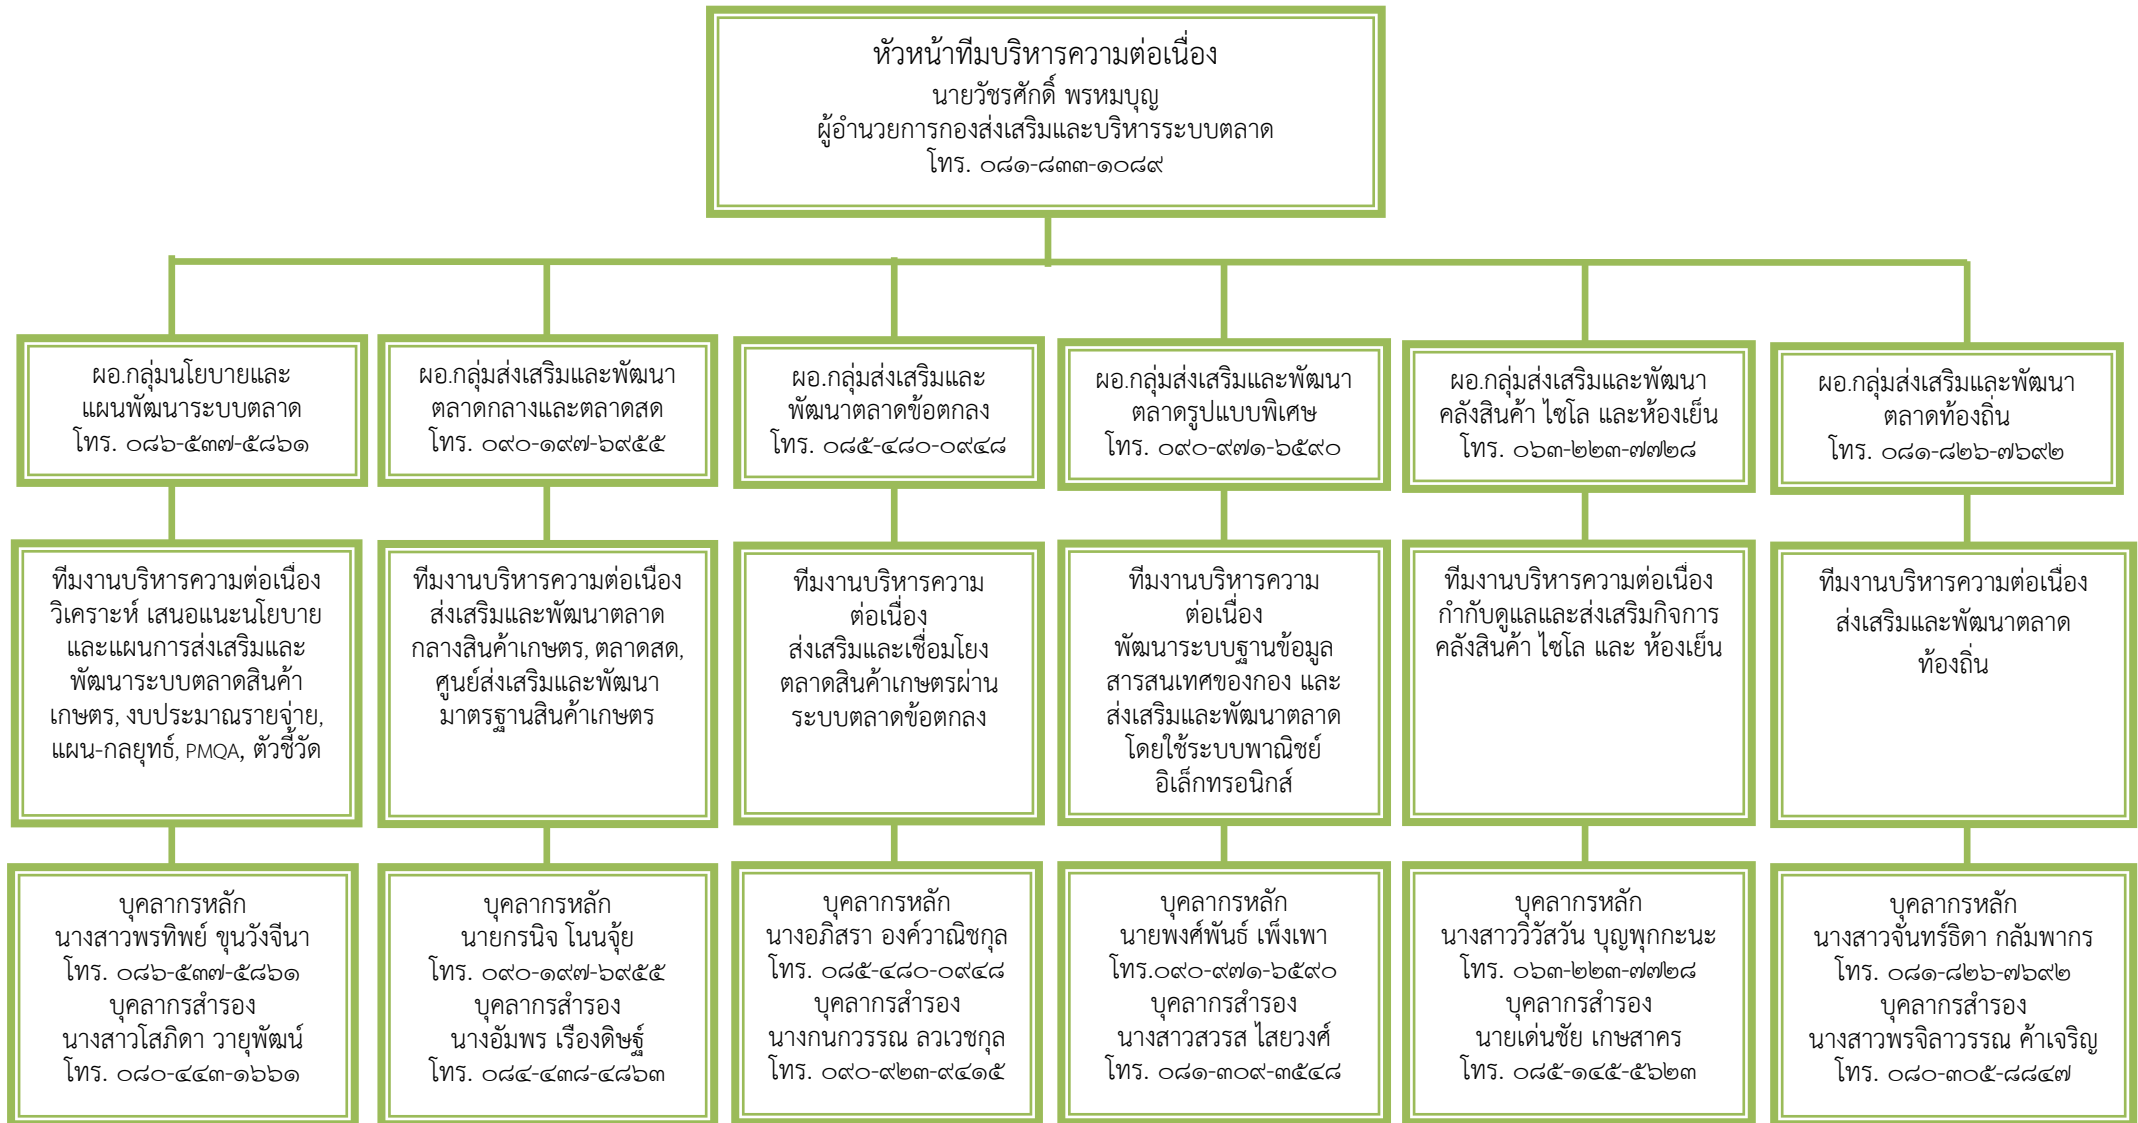 หัวหน้าทีมบริหารความต่อเนื่อง
นายวัชรศักดิ์ พรหมบุญ
ผู้อำนวยการกองส่งเสริมและบริหารระบบตลาด
โทร. ๐๘๑-๘๓๓-๑๐๘๙
ผอ.กลุ่มนโยบายและ
แผนพัฒนาระบบตลาด
โทร. ๐๘๖-๕๓๗-๕๘๖๑
ผอ.กลุ่มส่งเสริมและพัฒนา
ตลาดกลางและตลาดสด
โทร. ๐๙๐-๑๙๗-๖๙๕๕
ผอ.กลุ่มส่งเสริมและ
พัฒนาตลาดข้อตกลง
โทร. ๐๘๕-๔๘๐-๐๙๔๘
ผอ.กลุ่มส่งเสริมและพัฒนา
ตลาดรูปแบบพิเศษ
โทร. ๐๙๐-๙๗๑-๖๕๙๐
ผอ.กลุ่มส่งเสริมและพัฒนา
คลังสินค้า ไซโล และห้องเย็น
โทร. ๐๖๓-๒๒๓-๗๗๒๘
ผอ.กลุ่มส่งเสริมและพัฒนา
ตลาดท้องถิ่น
โทร. ๐๘๑-๘๒๖-๗๖๙๒
ทีมงานบริหารความต่อเนื่อง
วิเคราะห์ เสนอแนะนโยบาย
และแผนการส่งเสริมและ
พัฒนาระบบตลาดสินค้า
เกษตร, งบประมาณรายจ่าย,
แผน-กลยุทธ์, PMQA, ตัวชี้วัด
ทีมงานบริหารความต่อเนื่อง
ส่งเสริมและพัฒนาตลาด
กลางสินค้าเกษตร, ตลาดสด,
ศูนย์ส่งเสริมและพัฒนา
มาตรฐานสินค้าเกษตร
ทีมงานบริหารความ
ต่อเนื่อง
ส่งเสริมและเชื่อมโยง
ตลาดสินค้าเกษตรผ่าน
ระบบตลาดข้อตกลง
ทีมงานบริหารความ
ต่อเนื่อง
พัฒนาระบบฐานข้อมูล
สารสนเทศของกอง และ
ส่งเสริมและพัฒนาตลาด
โดยใช้ระบบพาณิชย์
อิเล็กทรอนิกส์
ทีมงานบริหารความต่อเนื่อง
กำกับดูแลและส่งเสริมกิจการ
คลังสินค้า ไซโล และ ห้องเย็น
ทีมงานบริหารความต่อเนื่อง
ส่งเสริมและพัฒนาตลาด
ท้องถิ่น
บุคลากรหลัก
นางสาวพรทิพย์ ขุนวังจีนา
โทร. ๐๘๖-๕๓๗-๕๘๖๑
บุคลากรสำรอง
นางสาวโสภิดา วายุพัฒน์
โทร. ๐๘๐-๔๔๓-๑๖๖๑
บุคลากรหลัก
นายกรนิจ โนนจุ้ย
โทร. ๐๙๐-๑๙๗-๖๙๕๕
บุคลากรสำรอง
นางอัมพร เรืองดิษฐ์
โทร. ๐๘๔-๔๓๘-๔๘๖๓
บุคลากรหลัก
นางอภิสรา องค์วาณิชกุล
โทร. ๐๘๕-๔๘๐-๐๙๔๘
บุคลากรสำรอง
นางกนกวรรณ ลวเวชกุล
โทร. ๐๙๐-๙๒๓-๙๔๑๕
บุคลากรหลัก
นายพงศ์พันธ์ เพ็งเพา
โทร.๐๙๐-๙๗๑-๖๕๙๐
บุคลากรสำรอง
นางสาวสวรส ไสยวงศ์
โทร. ๐๘๑-๓๐๙-๓๕๔๘
บุคลากรหลัก
นางสาววิวัสวัน บุญพุกกะนะ
โทร. ๐๖๓-๒๒๓-๗๗๒๘
บุคลากรสำรอง
นายเด่นชัย เกษสาคร
โทร. ๐๘๕-๑๔๕-๕๖๒๓
บุคลากรหลัก
นางสาวจันทร์ธิดา กลัมพากร
โทร. ๐๘๑-๘๒๖-๗๖๙๒
บุคลากรสำรอง
นางสาวพรจิลาวรรณ ค้าเจริญ
โทร. ๐๘๐-๓๐๕-๘๘๔๗